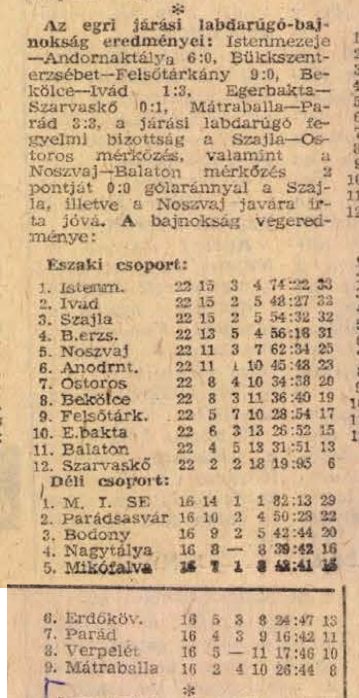 *
Az egri járási labdarúgó-baj-
nokság eredményei: Istenmezeje
—Andornaktálya 6:0, Bükkszent-
erzsébet—Felsőtárkány 9:0, Be-
kölce—Ivád 1:3, Egerbakta—
Szarvaskő 0:1, Mátraballa—Pa-
rád 3:3, a járási labdarúgó fe-
gyelmi bizottság a Szajla—Os-
toros mérkőzés, valamint a
Noszvaj—Balaton mérkőzés 2
pontját 0:0 gólaránnyal a Szaj-
la, illetve a Noszvaj javára ír-
ta jóvá. A bajnokság végered-
ménye:
Északi csoport:
1. Istenm. 22 15 3 4 74:22 33
2. Ivád 22 15 2 5 48:27 32
3. Szajla 22 15 2 5 54:32 32
4. B.erzs. 22 13 5 4 56:18 31
5. Noszvaj 22 11 3 7 62:34 25
6. Anodrnt. 22 11 1 10 45:48 23
7. Ostoros 22 8 4 10 34:38 20
8. Bekölce 22 8 3 11 36:40 19
9. Felsőtárk. 22 5 7 10 28:54 17
10. E.bakta 22 6 3 13 26:52 15
11. Balaton 22 4 5 13 31:51 13
12. Szarvaskő 22 2 2 18 19:95 6
Déli csoport:
1. M. I. SE 16 14 1 1 82:13 29
2. Parádsasvár 16 10 2 4 50:28 22
3. Bodony 16 9 2 5 42:44 20
4. Nagytálya 16 8 — 8 39:42 16
5. Mikófalva 16 7 1 8 41
6. Erdőköv. 16 5 3 8 24:47 13
7. Parád 16 4 3 9 16:42 11
8. Verpelét 16 5 — 11 17:46 10
9. Mátraballa 16 2 4 10 26:44 8
*